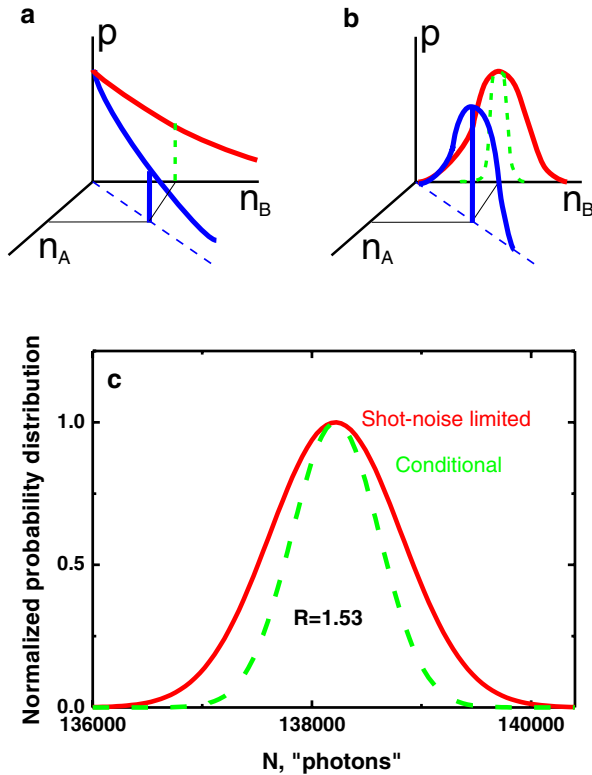 a
p
n_B
n_A
b
p
n_B
n_A
c
Normalized probability distribution
1.0
0.5
0.0
Shot-noise limited
Conditional
R=1.53
136000 138000 140000
N, "photons"